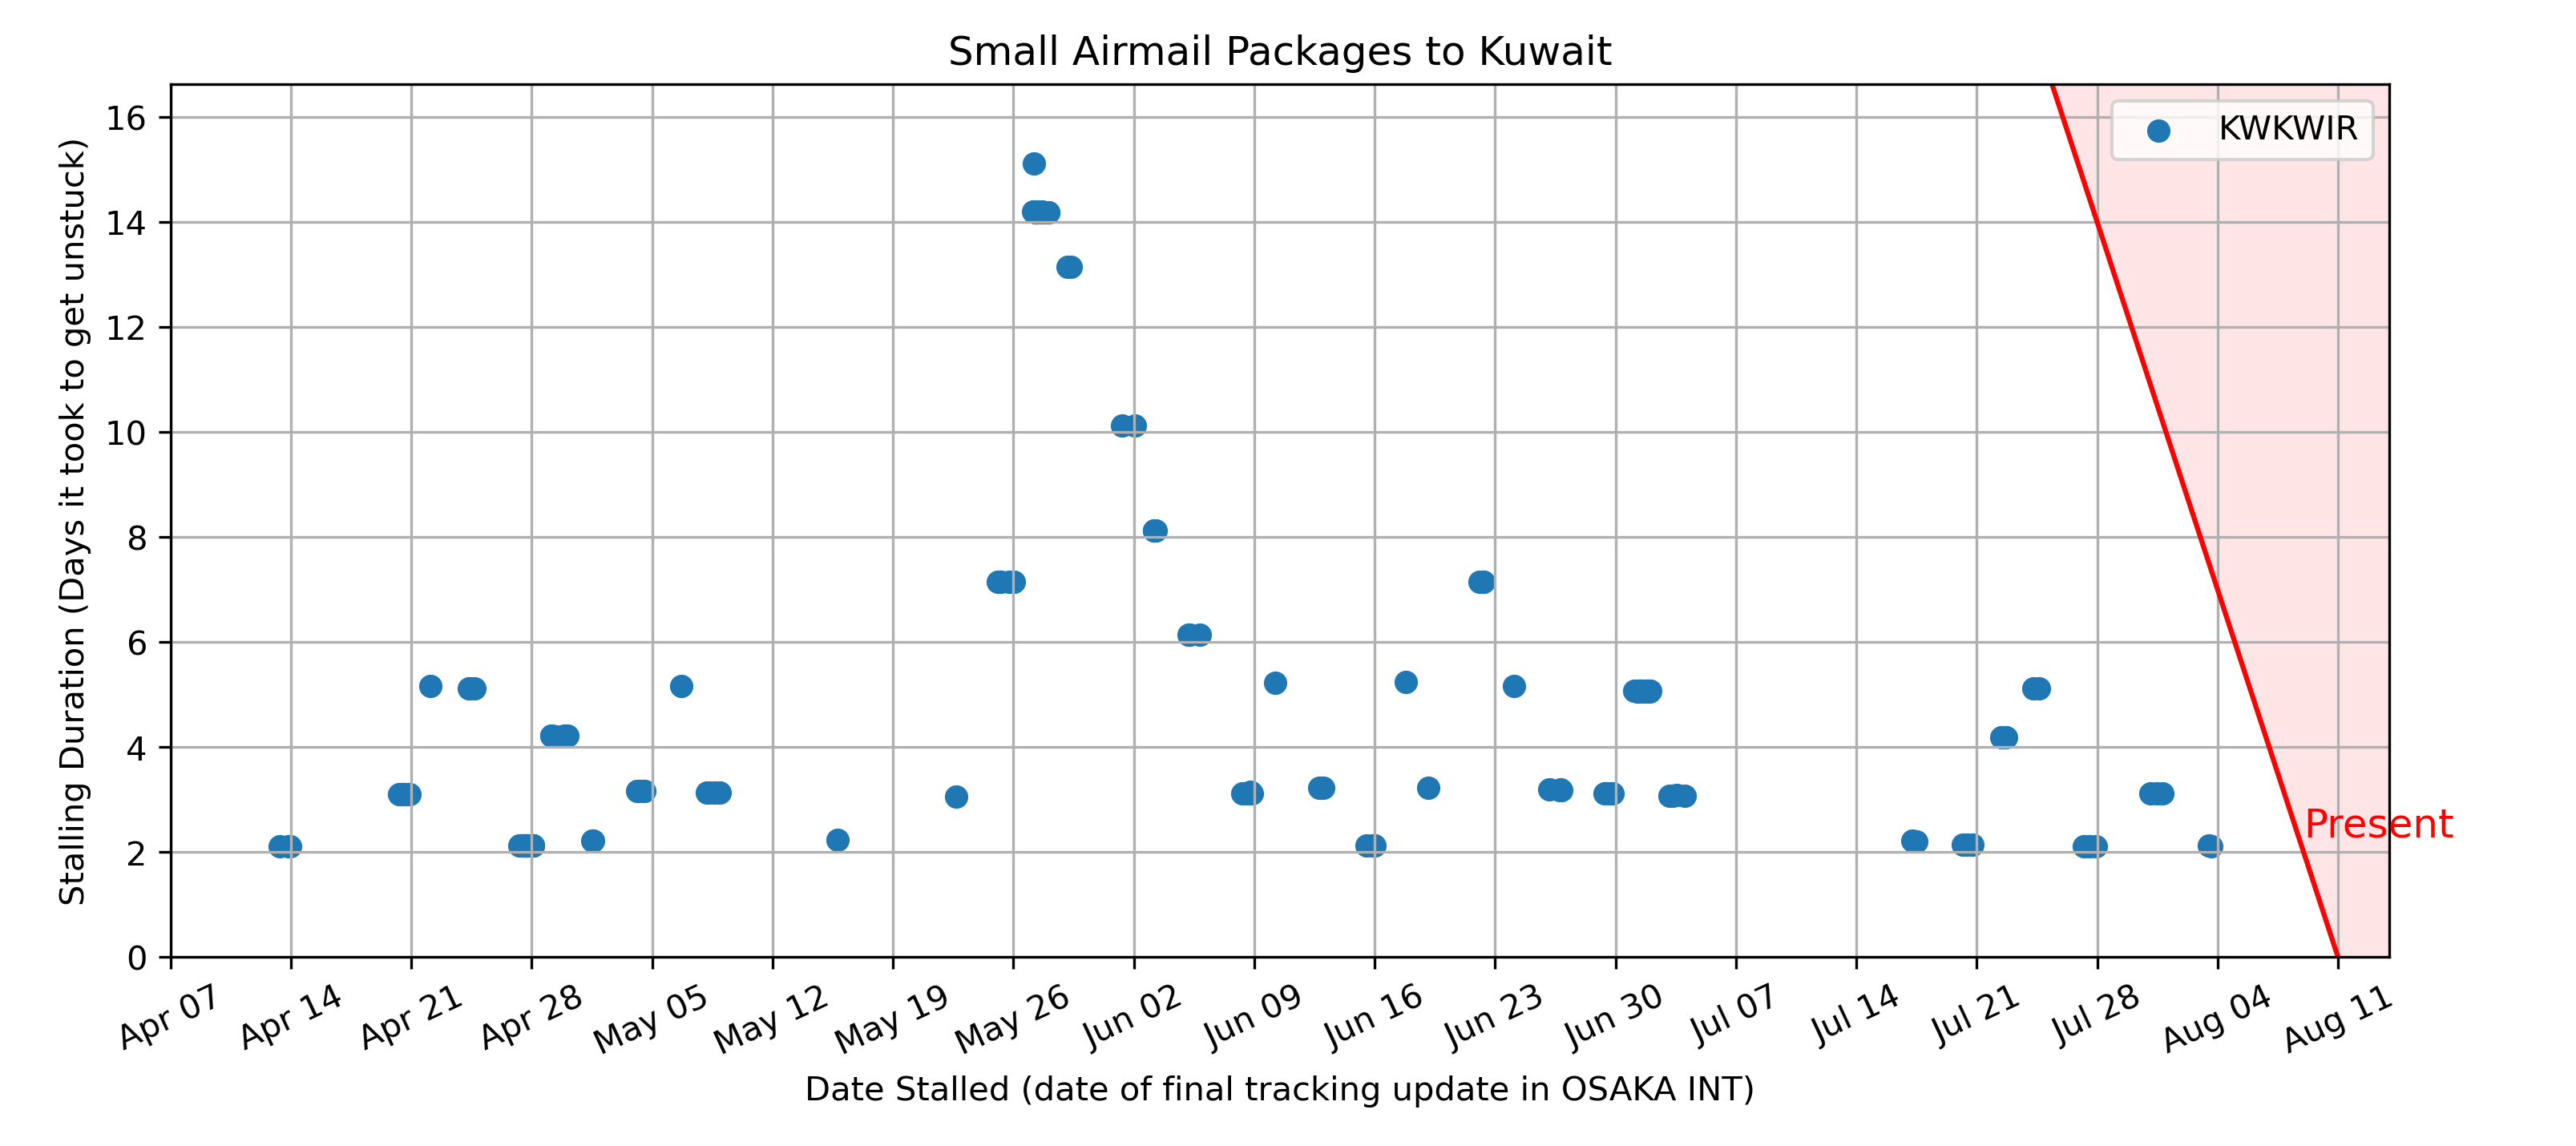 Small Airmail Packages to Kuwait
KWKWIR
16
14
12
10
8
6
4
2
0
Stalling Duration (Days it took to get unstuck)
Present
Apr 07
Apr 14
Apr 21
Apr 28
May 05
May 12
May 19
May 26
Jun 02
Jun 09
Jun 16
Jun 23
Jun 30
Jul 07
Jul 14
Jul 21
Jul 28
Aug 04
Aug 11
Date Stalled (date of final tracking update in OSAKA INT)